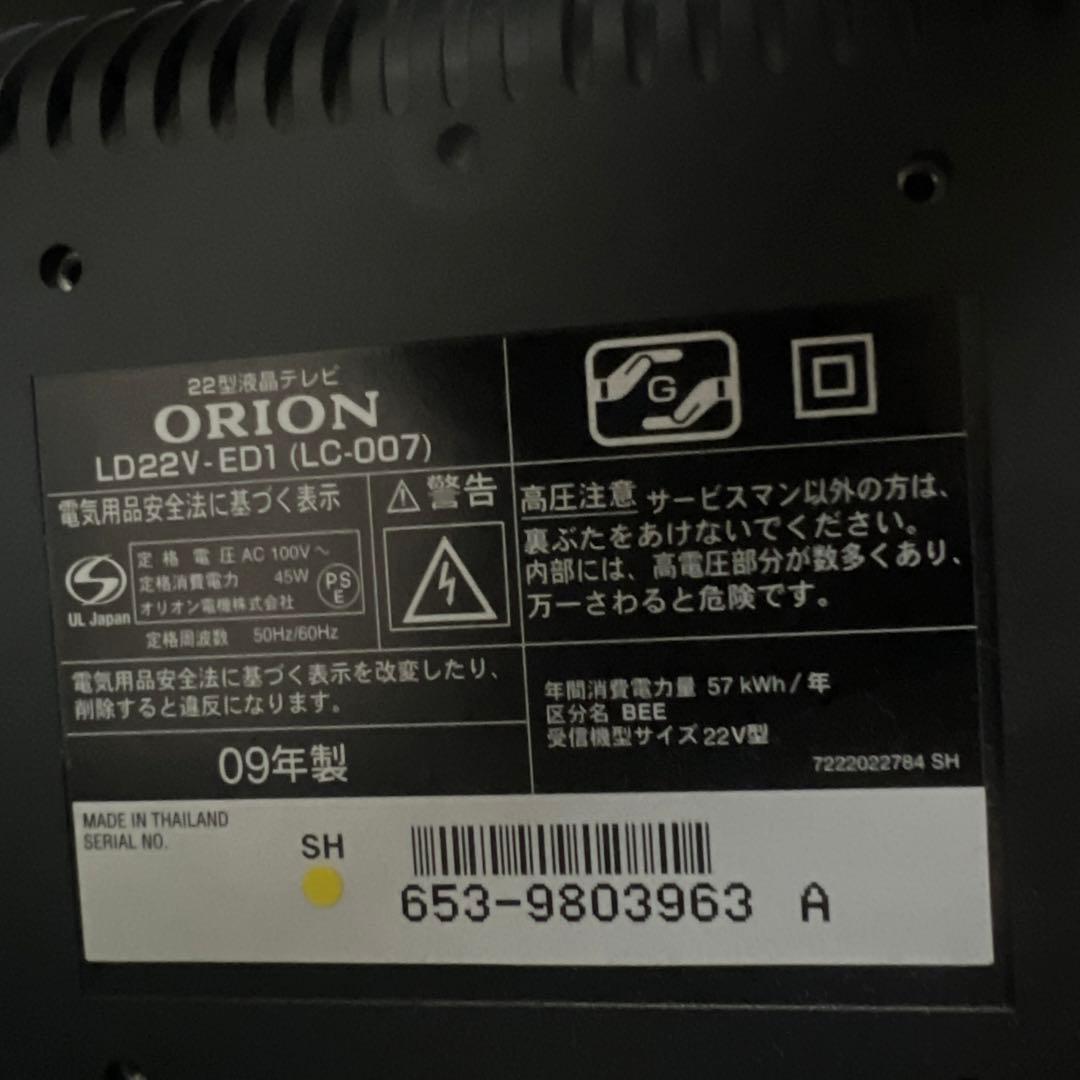 22型液晶テレビ
ORION
LD22V-ED1 (LC-007)
G
電気用品安全法に基づく表示
定格電圧 AC 100V～
定格消費電力 45W
オリオン電機株式会社
PS
E
UL Japan
定格周波数 50Hz/60Hz
警告
高圧注意 サービスマン以外の方は、
裏ぶたをあけないでください。
内部には、高電圧部分が数多くあり、
万一さわると危険です。
電気用品安全法に基づく表示を改変したり、
削除すると違反になります。
09年製
年間消費電力量 57 kWh/年
区分名 BEE
受信機型サイズ 22V型
7222022784 SH
MADE IN THAILAND
SERIAL NO.
SH
653-9803963 A